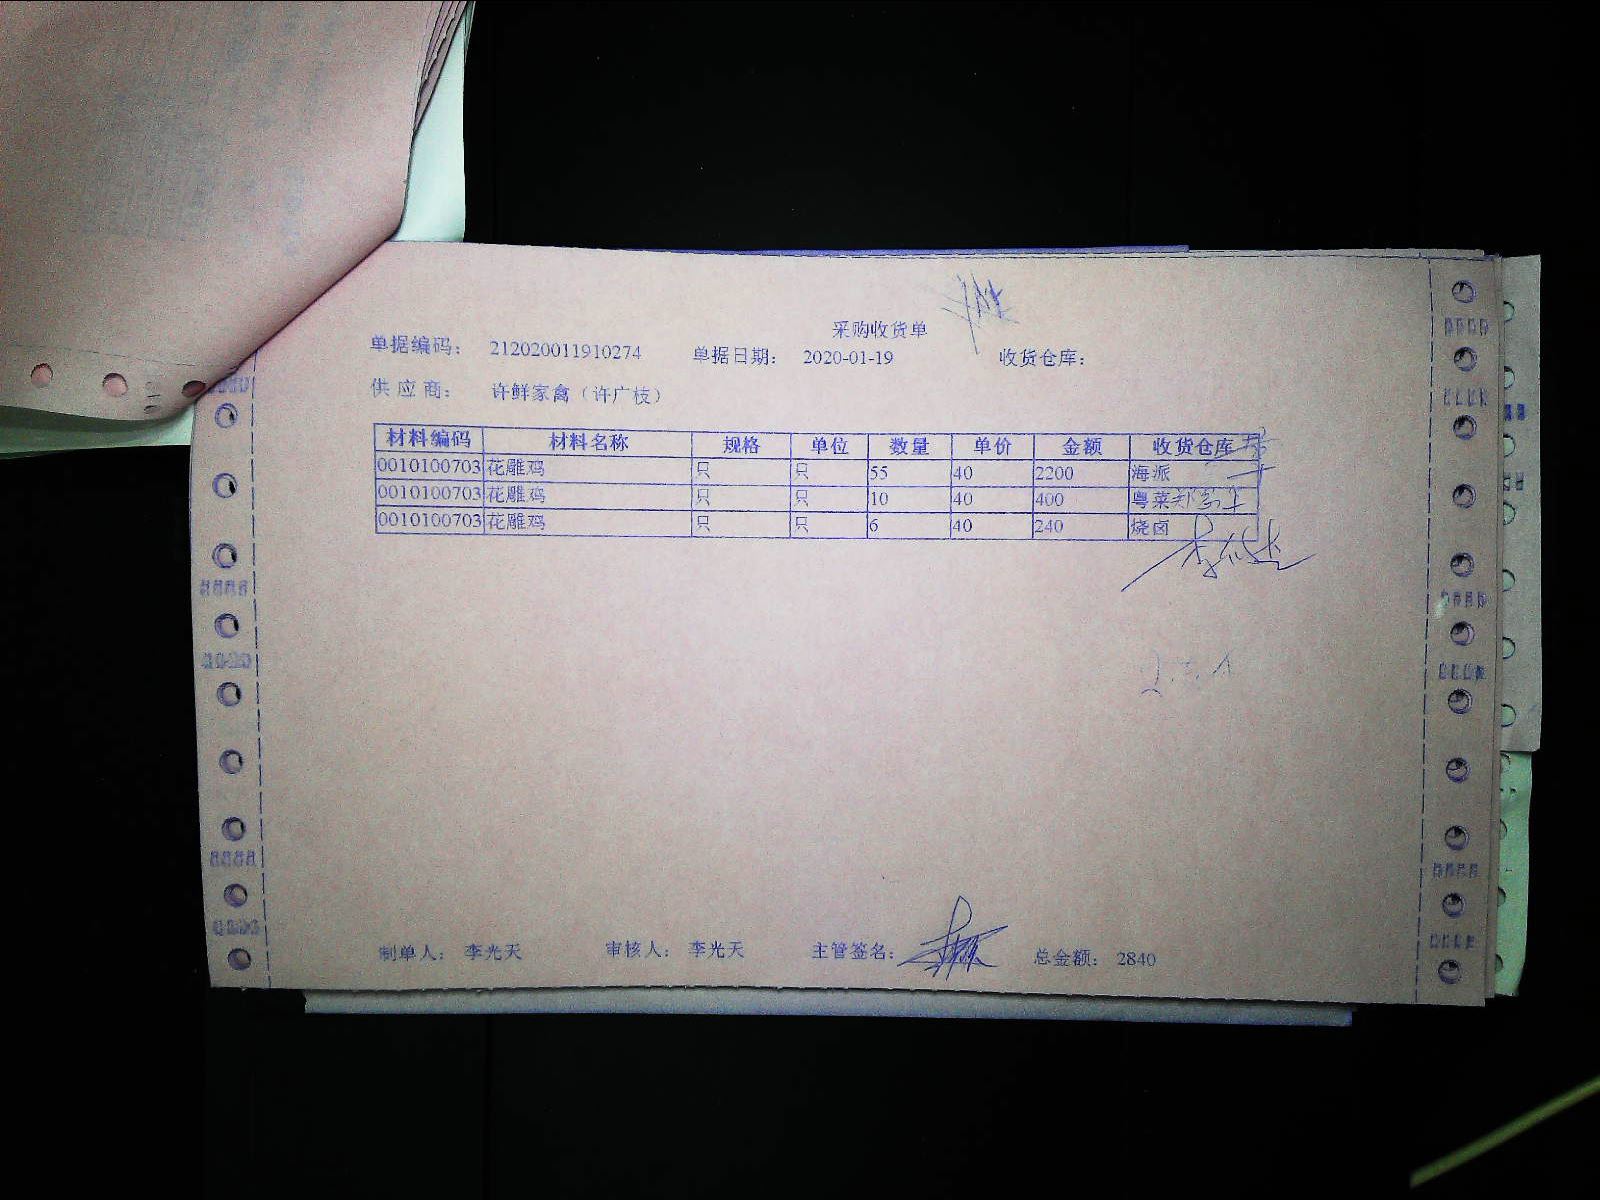 采购收货单
单据编码： 212020011910274 单据日期： 2020-01-19 收货仓库：
供应商： 许鲜家禽（许广枝）
材料编码 材料名称 规格 单位 数量 单价 金额 收货仓库
0010100703 花雕鸡 只 只 55 40 2200 海派
0010100703 花雕鸡 只 只 10 40 400 粤菜
0010100703 花雕鸡 只 只 6 40 240 烧卤
制单人： 李光天 审核人： 李光天 主管签名： 总金额： 2840